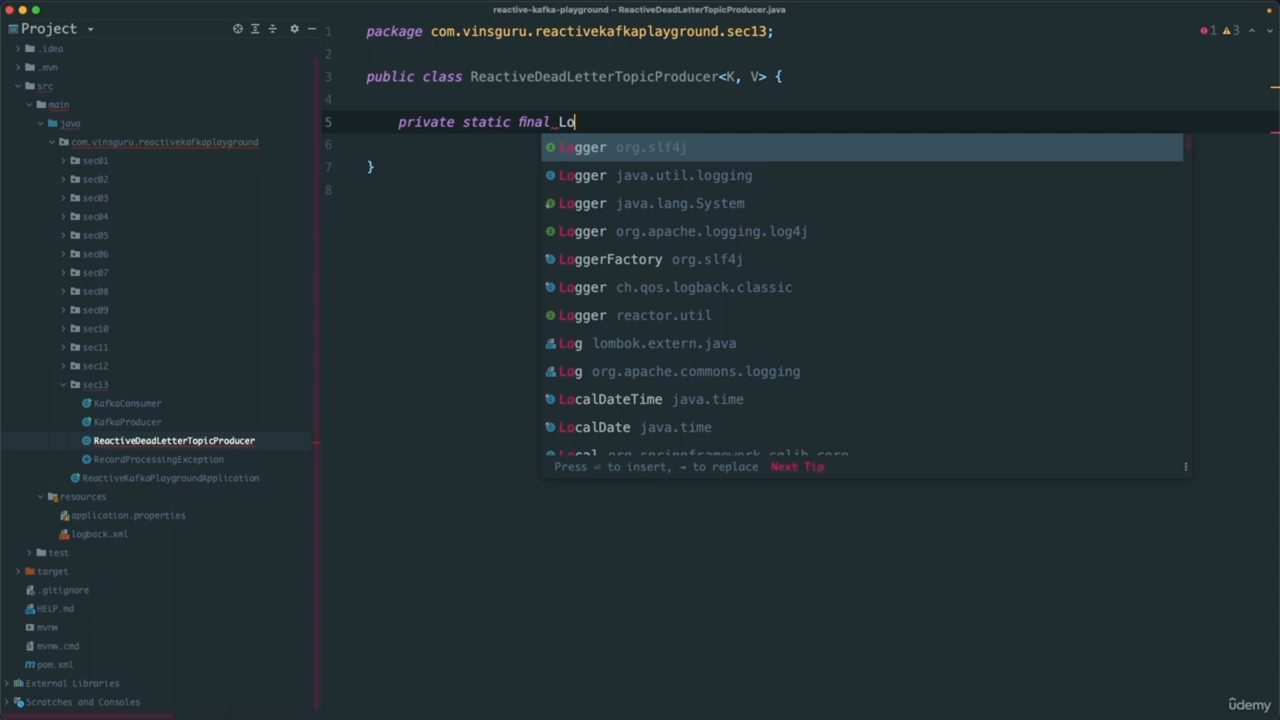 reactive-kafka-playground – ReactiveDeadLetterTopicProducer.java
Project
.idea
.mvn
src
main
java
com.vinsguru.reactivekafkaplayground
sec01
sec02
sec03
sec04
sec05
sec06
sec07
sec08
sec09
sec10
sec11
sec12
sec13
KafkaConsumer
KafkaProducer
ReactiveDeadLetterTopicProducer
RecordProcessingException
ReactiveKafkaPlaygroundApplication
resources
application.properties
logback.xml
test
target
.gitignore
HELP.md
mvnw
mvnw.cmd
pom.xml
External Libraries
Scratches and Consoles
1 package com.vinsguru.reactivekafkaplayground.sec13;
2
3 public class ReactiveDeadLetterTopicProducer<K, V> {
4
5 private static final Lo
6
7 }
8
1 3
Logger org.slf4j
Logger java.util.logging
Logger java.lang.System
Logger org.apache.logging.log4j
LoggerFactory org.slf4j
Logger ch.qos.logback.classic
Logger reactor.util
Log lombok.extern.java
Log org.apache.commons.logging
LocalDateTime java.time
LocalDate java.time
Local org.springframework.cglib.core
Press ⏎ to insert, ⇥ to replace Next Tip
ûdemy